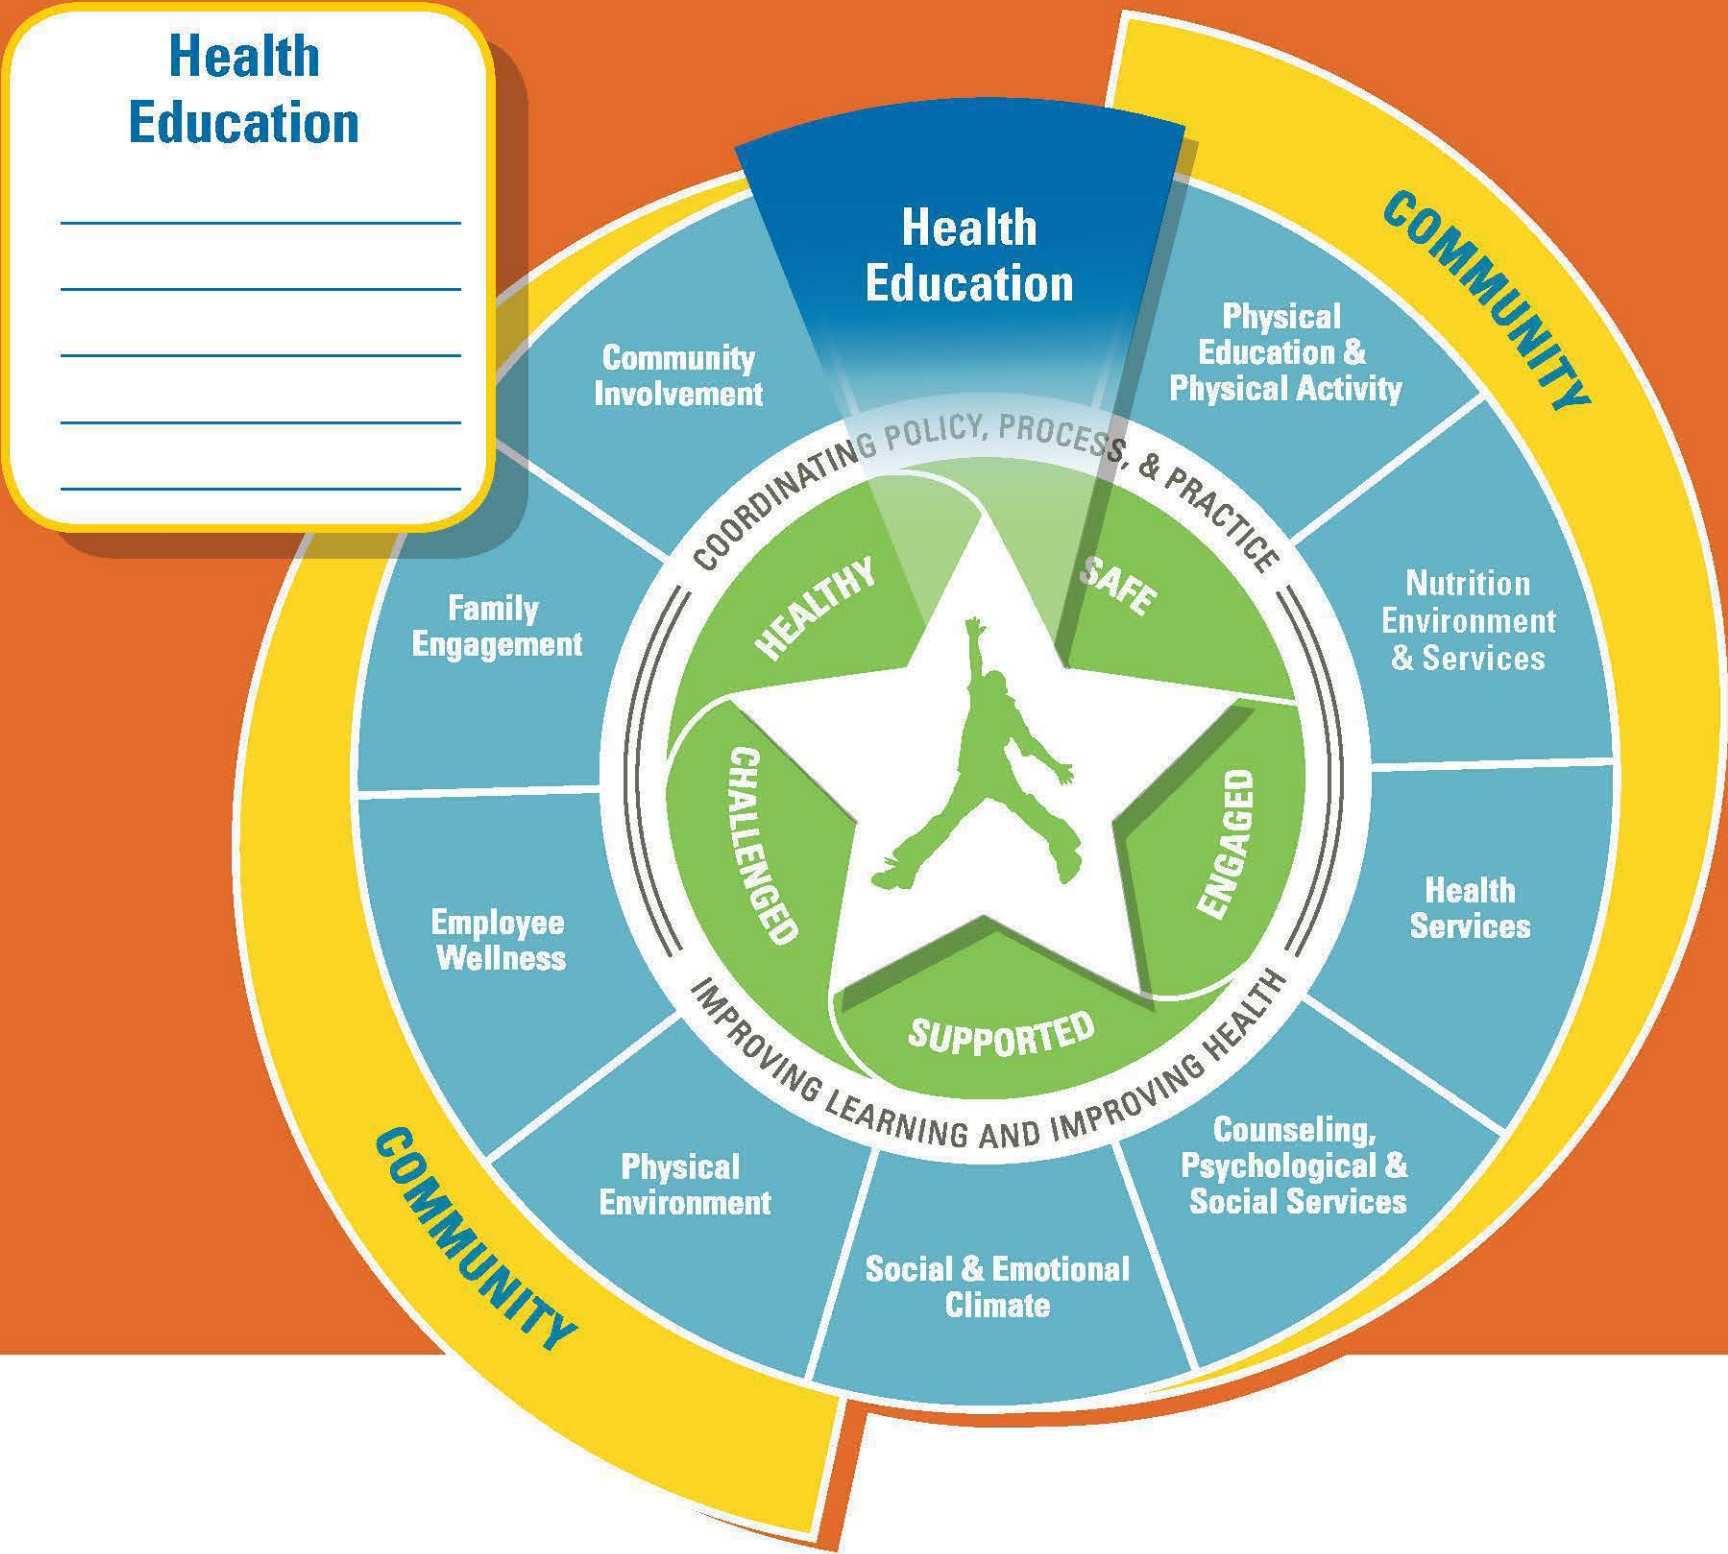 Health
Education
Health
Education
COMMUNITY
Physical
Education &
Physical Activity
Nutrition
Environment
& Services
Health
Services
Counseling,
Psychological &
Social Services
Social & Emotional
Climate
Physical
Environment
Employee
Wellness
Family
Engagement
Community
Involvement
COMMUNITY
COORDINATING POLICY, PROCESS, & PRACTICE
IMPROVING LEARNING AND IMPROVING HEALTH
HEALTHY
SAFE
ENGAGED
SUPPORTED
CHALLENGED